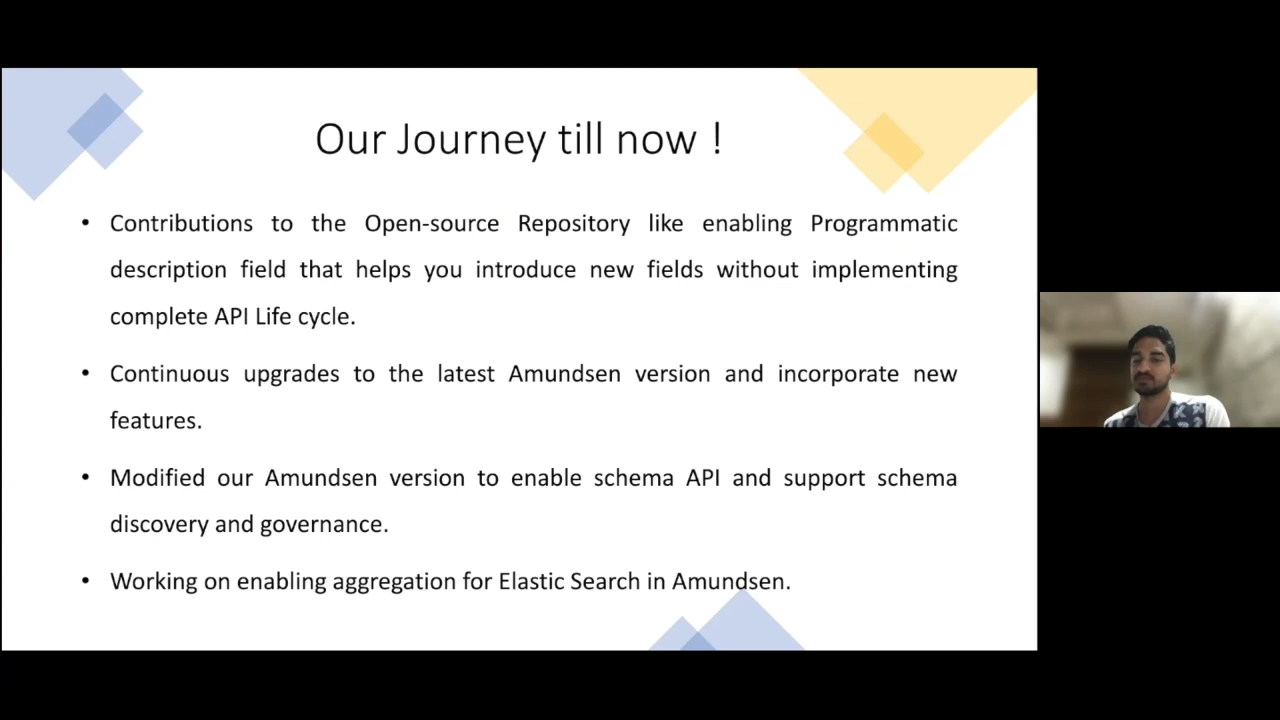 Our Journey till now !
• Contributions to the Open-source Repository like enabling Programmatic
description field that helps you introduce new fields without implementing
complete API Life cycle.
• Continuous upgrades to the latest Amundsen version and incorporate new
features.
• Modified our Amundsen version to enable schema API and support schema
discovery and governance.
• Working on enabling aggregation for Elastic Search in Amundsen.